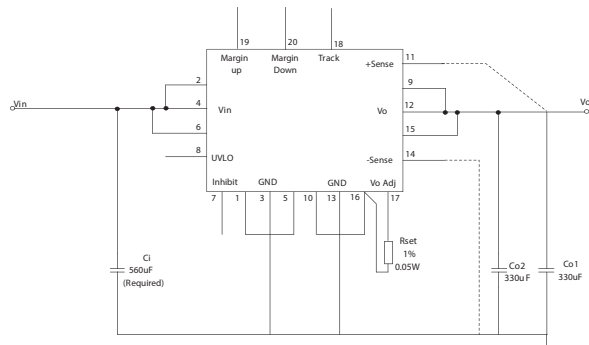 19
20
18
Margin up
Margin Down
Track
+Sense
11
2
9
Vin
4
Vin
Vo
12
Vo
6
15
8
UVLO
-Sense
14
Inhibit
GND
GND
Vo Adj
7
1
3
5
10
13
16
17
Rset
1%
0.05W
Ci
560uF
(Required)
Co2
330uF
Co1
330uF